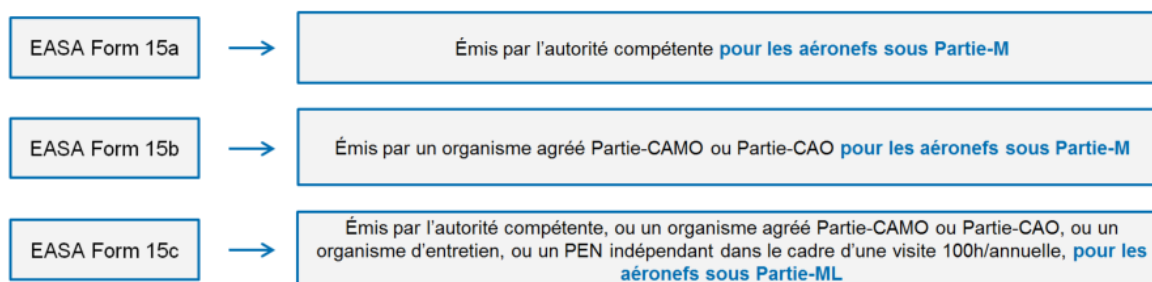 EASA Form 15a
Émis par l'autorité compétente pour les aéronefs sous Partie-M
EASA Form 15b
Émis par un organisme agréé Partie-CAMO ou Partie-CAO pour les aéronefs sous Partie-M
EASA Form 15c
Émis par l'autorité compétente, ou un organisme agréé Partie-CAMO ou Partie-CAO, ou un
organisme d'entretien, ou un PEN indépendant dans le cadre d'une visite 100h/annuelle, pour les
aéronefs sous Partie-ML